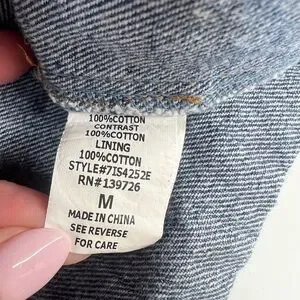 100%COTTON
CONTRAST
100%COTTON
LINING
100%COTTON
STYLE#7IS4252E
RN#139726
M
MADE IN CHINA
SEE REVERSE
FOR CARE